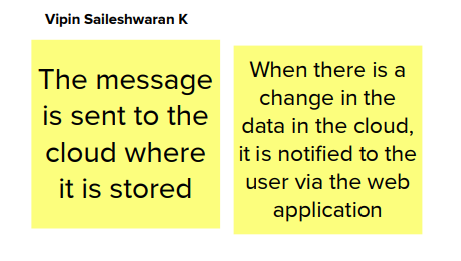 Vipin Saileshwaran K
The message
is sent to the
cloud where
it is stored
When there is a
change in the
data in the cloud,
it is notified to the
user via the web
application